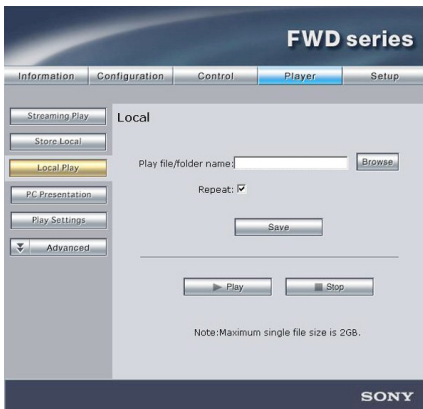 FWD series
Information Configuration Control Player Setup
Streaming Play
Store Local
Local Play
PC Presentation
Play Settings
Advanced
Local
Play file/folder name: Browse
Repeat:
Save
Play Stop
Note:Maximum single file size is 2GB.
SONY